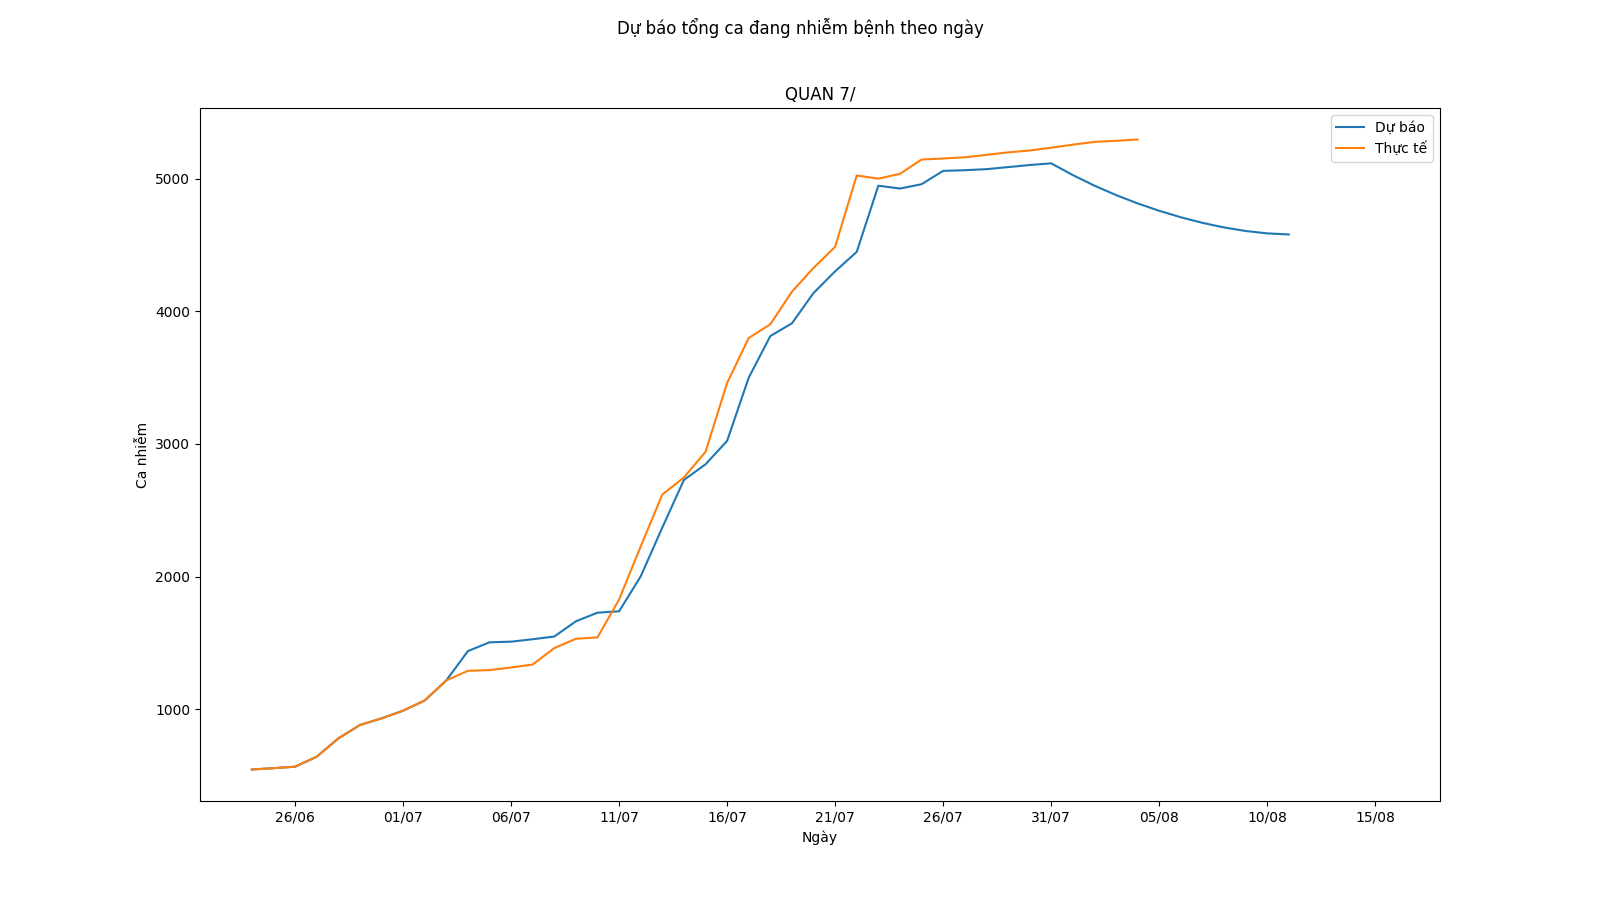 Dự báo tổng ca đang nhiễm bệnh theo ngày
QUAN 7/
Dự báo
Thực tế
5000
4000
3000
2000
1000
Ca nhiễm
26/06 01/07 06/07 11/07 16/07 21/07 26/07 31/07 05/08 10/08 15/08
Ngày